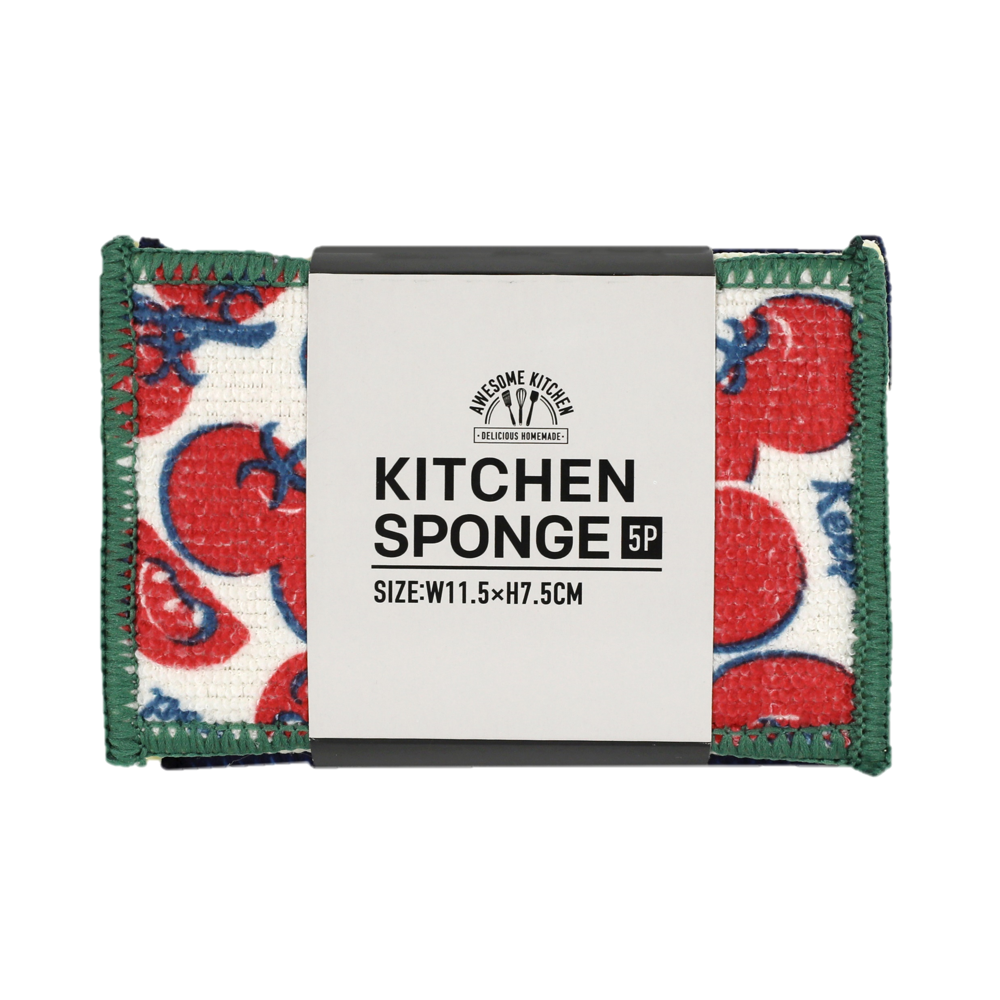 AWESOME KITCHEN
·DELICIOUS HOMEMADE·
KITCHEN
SPONGE 5P
SIZE:W11.5×H7.5CM